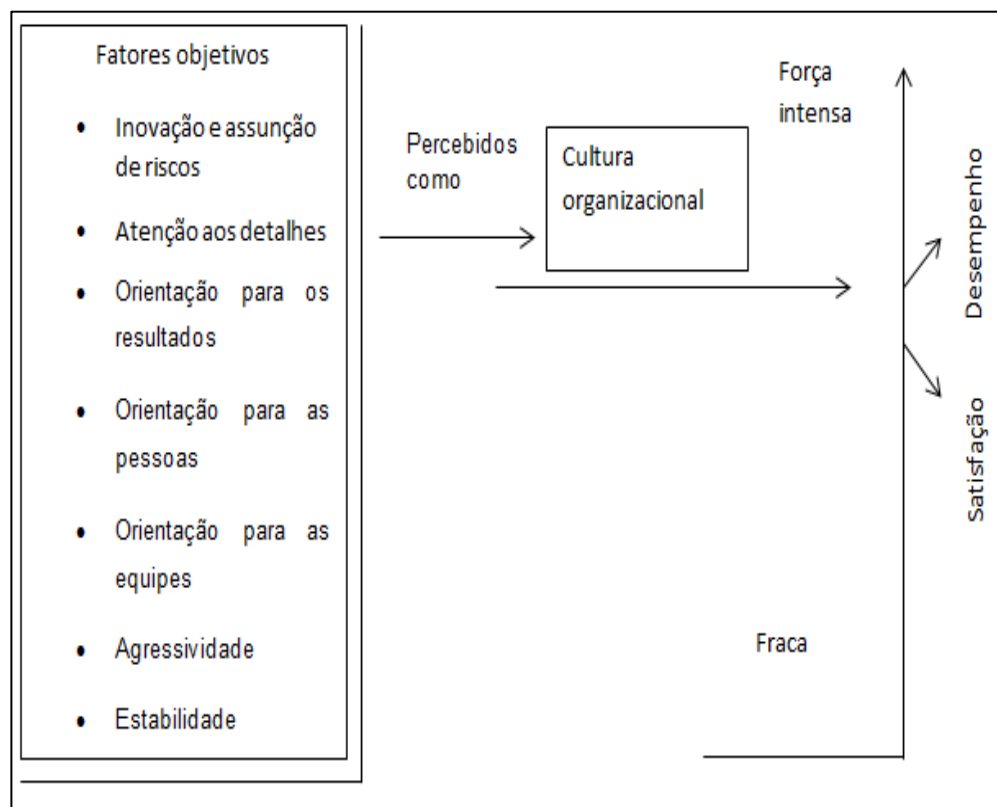 Fatores objetivos
• Inovação e assunção
de riscos
• Atenção aos detalhes
• Orientação para os
resultados
• Orientação para as
pessoas
• Orientação para as
equipes
• Agressividade
• Estabilidade
Percebidos
como
Cultura
organizacional
Força
intensa
Fraca
Desempenho
Satisfação